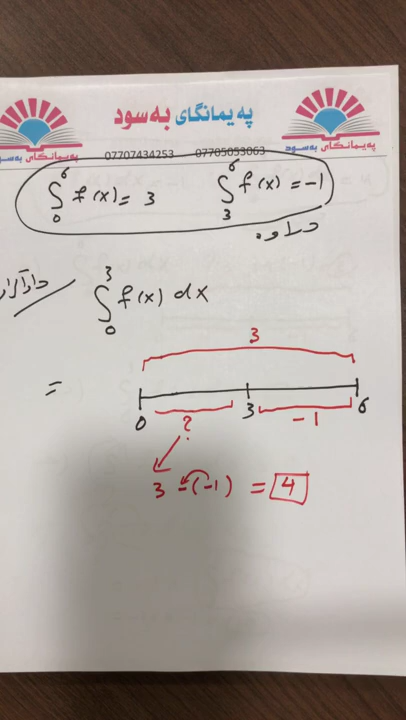 پەیمانگای بەسود
پەیمانگای بەسود 07707434253 07705053063 پەیمانگای بەسود
∫₀⁶ f(x) = 3 ∫₃⁶ f(x) = -1
دراوە
∫₀³ f(x) dx
3
=
0 ? 3 -1 6
3 - (-1) = 4